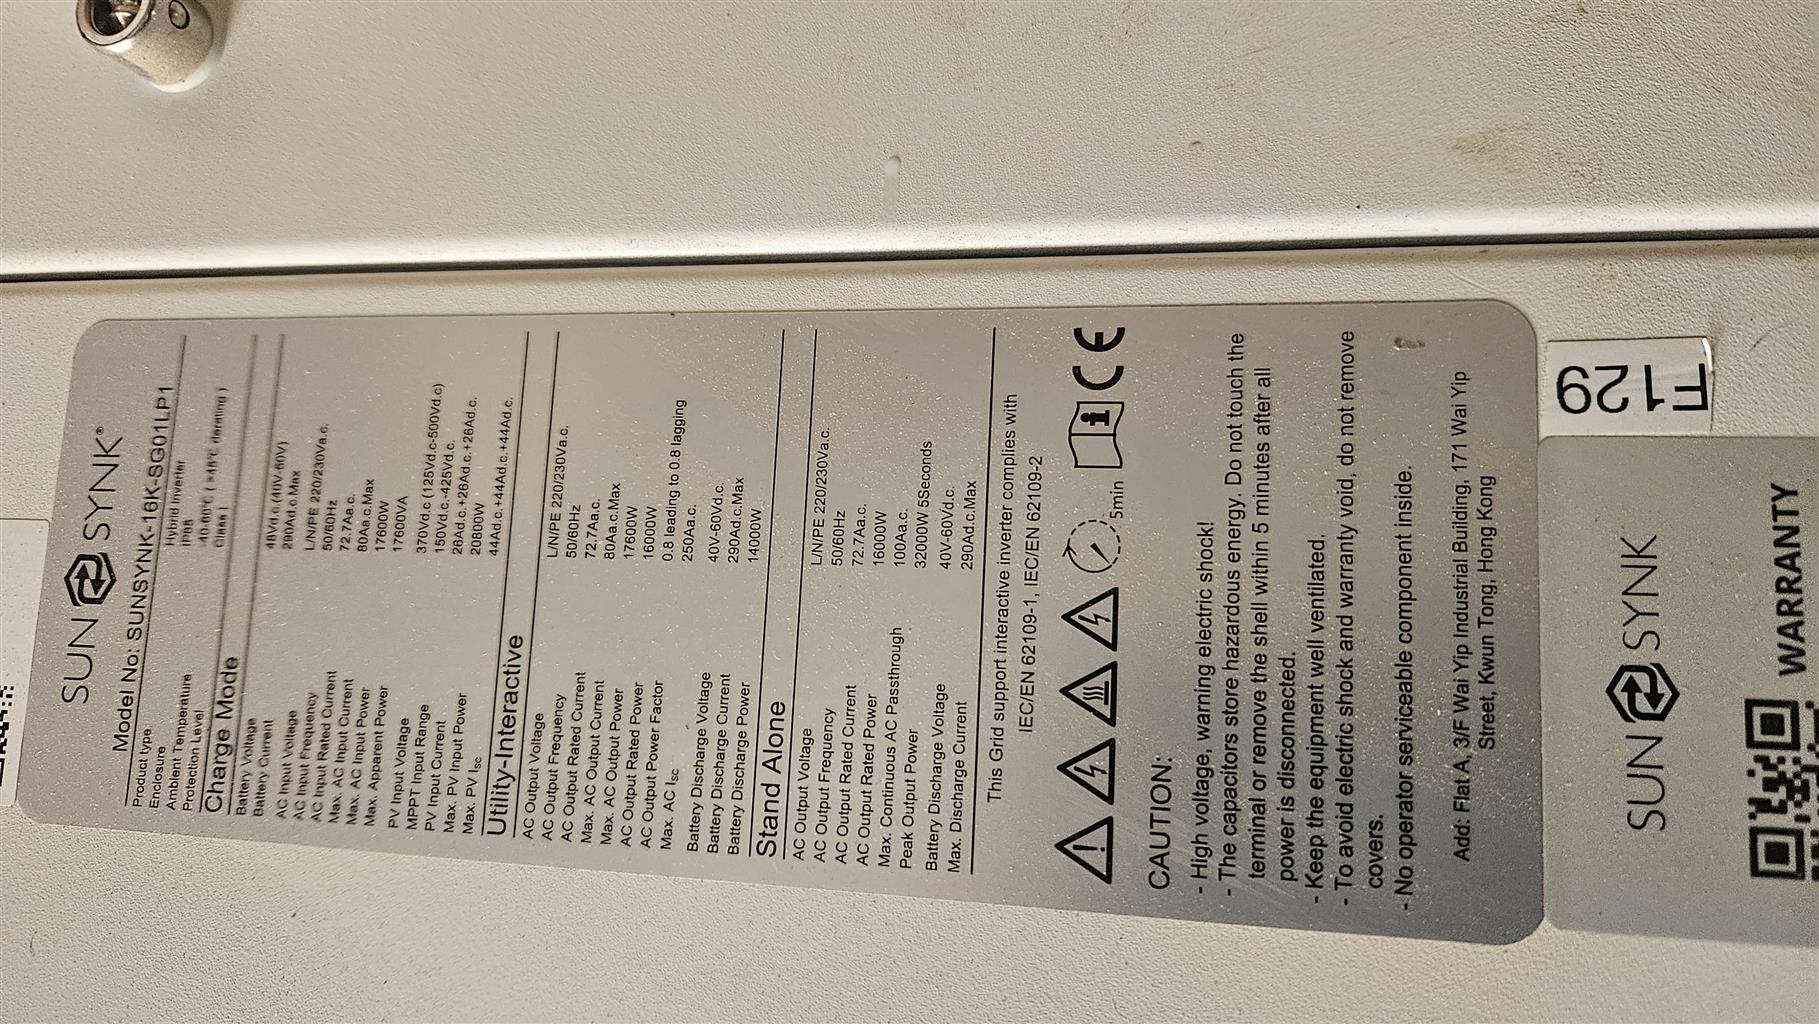 SUN SYNK®
Model No: SUNSYNK-16K-SG01LP1
Product type Hybrid Inverter
Enclosure IP65
Ambient Temperature -40-60℃ ( >45℃ derating )
Protection Level Class I
Charge Mode
Battery Voltage 48Vd.c.(40V-60V)
Battery Current 290Ad.c.Max
AC Input Voltage L/N/PE 220/230Va.c.
AC Input Frequency 50/60Hz
AC Input Rated Current 72.7Aa.c.
Max. AC Input Current 80Aa.c.Max
Max. AC Input Power 17600W
Max. Apparent Power 17600VA
PV Input Voltage 370Vd.c (125Vd.c-500Vd.c)
MPPT Input Range 150Vd.c.-425Vd.c.
PV Input Current 26Ad.c.+26Ad.c.+26Ad.c.
Max. PV Input Power 20800W
Max. PV Isc 44Ad.c.+44Ad.c.+44Ad.c.
Utility-Interactive
AC Output Voltage L/N/PE 220/230Va.c.
AC Output Frequency 50/60Hz
AC Output Rated Current 72.7Aa.c.
Max. AC Output Current 80Aa.c.Max
Max. AC Output Power 17600W
AC Output Rated Power 16000W
AC Output Power Factor 0.8 leading to 0.8 lagging
Max. AC Isc 250Aa.c.
Battery Discharge Voltage 40V-60Vd.c.
Battery Discharge Current 290Ad.c.Max
Battery Discharge Power 14000W
Stand Alone
AC Output Voltage L/N/PE 220/230Va.c.
AC Output Frequency 50/60Hz
AC Output Rated Current 72.7Aa.c.
AC Output Rated Power 16000W
Max. Continuous AC Passthrough 100Aa.c.
Peak Output Power 32000W 5Seconds
Battery Discharge Voltage 40V-60Vd.c.
Max. Discharge Current 290Ad.c.Max
This Grid support interactive inverter complies with
IEC/EN 62109-1, IEC/EN 62109-2
5min CE
CAUTION:
- High voltage, warning electric shock!
- The capacitors store hazardous energy. Do not touch the
terminal or remove the shell within 5 minutes after all
power is disconnected.
- Keep the equipment well ventilated.
- To avoid electric shock and warranty void, do not remove
covers.
- No operator serviceable component inside.
Add: Flat A, 3/F Wai Yip Industrial Building, 171 Wai Yip
Street, Kwun Tong, Hong Kong
F129
SUN SYNK
WARRANTY